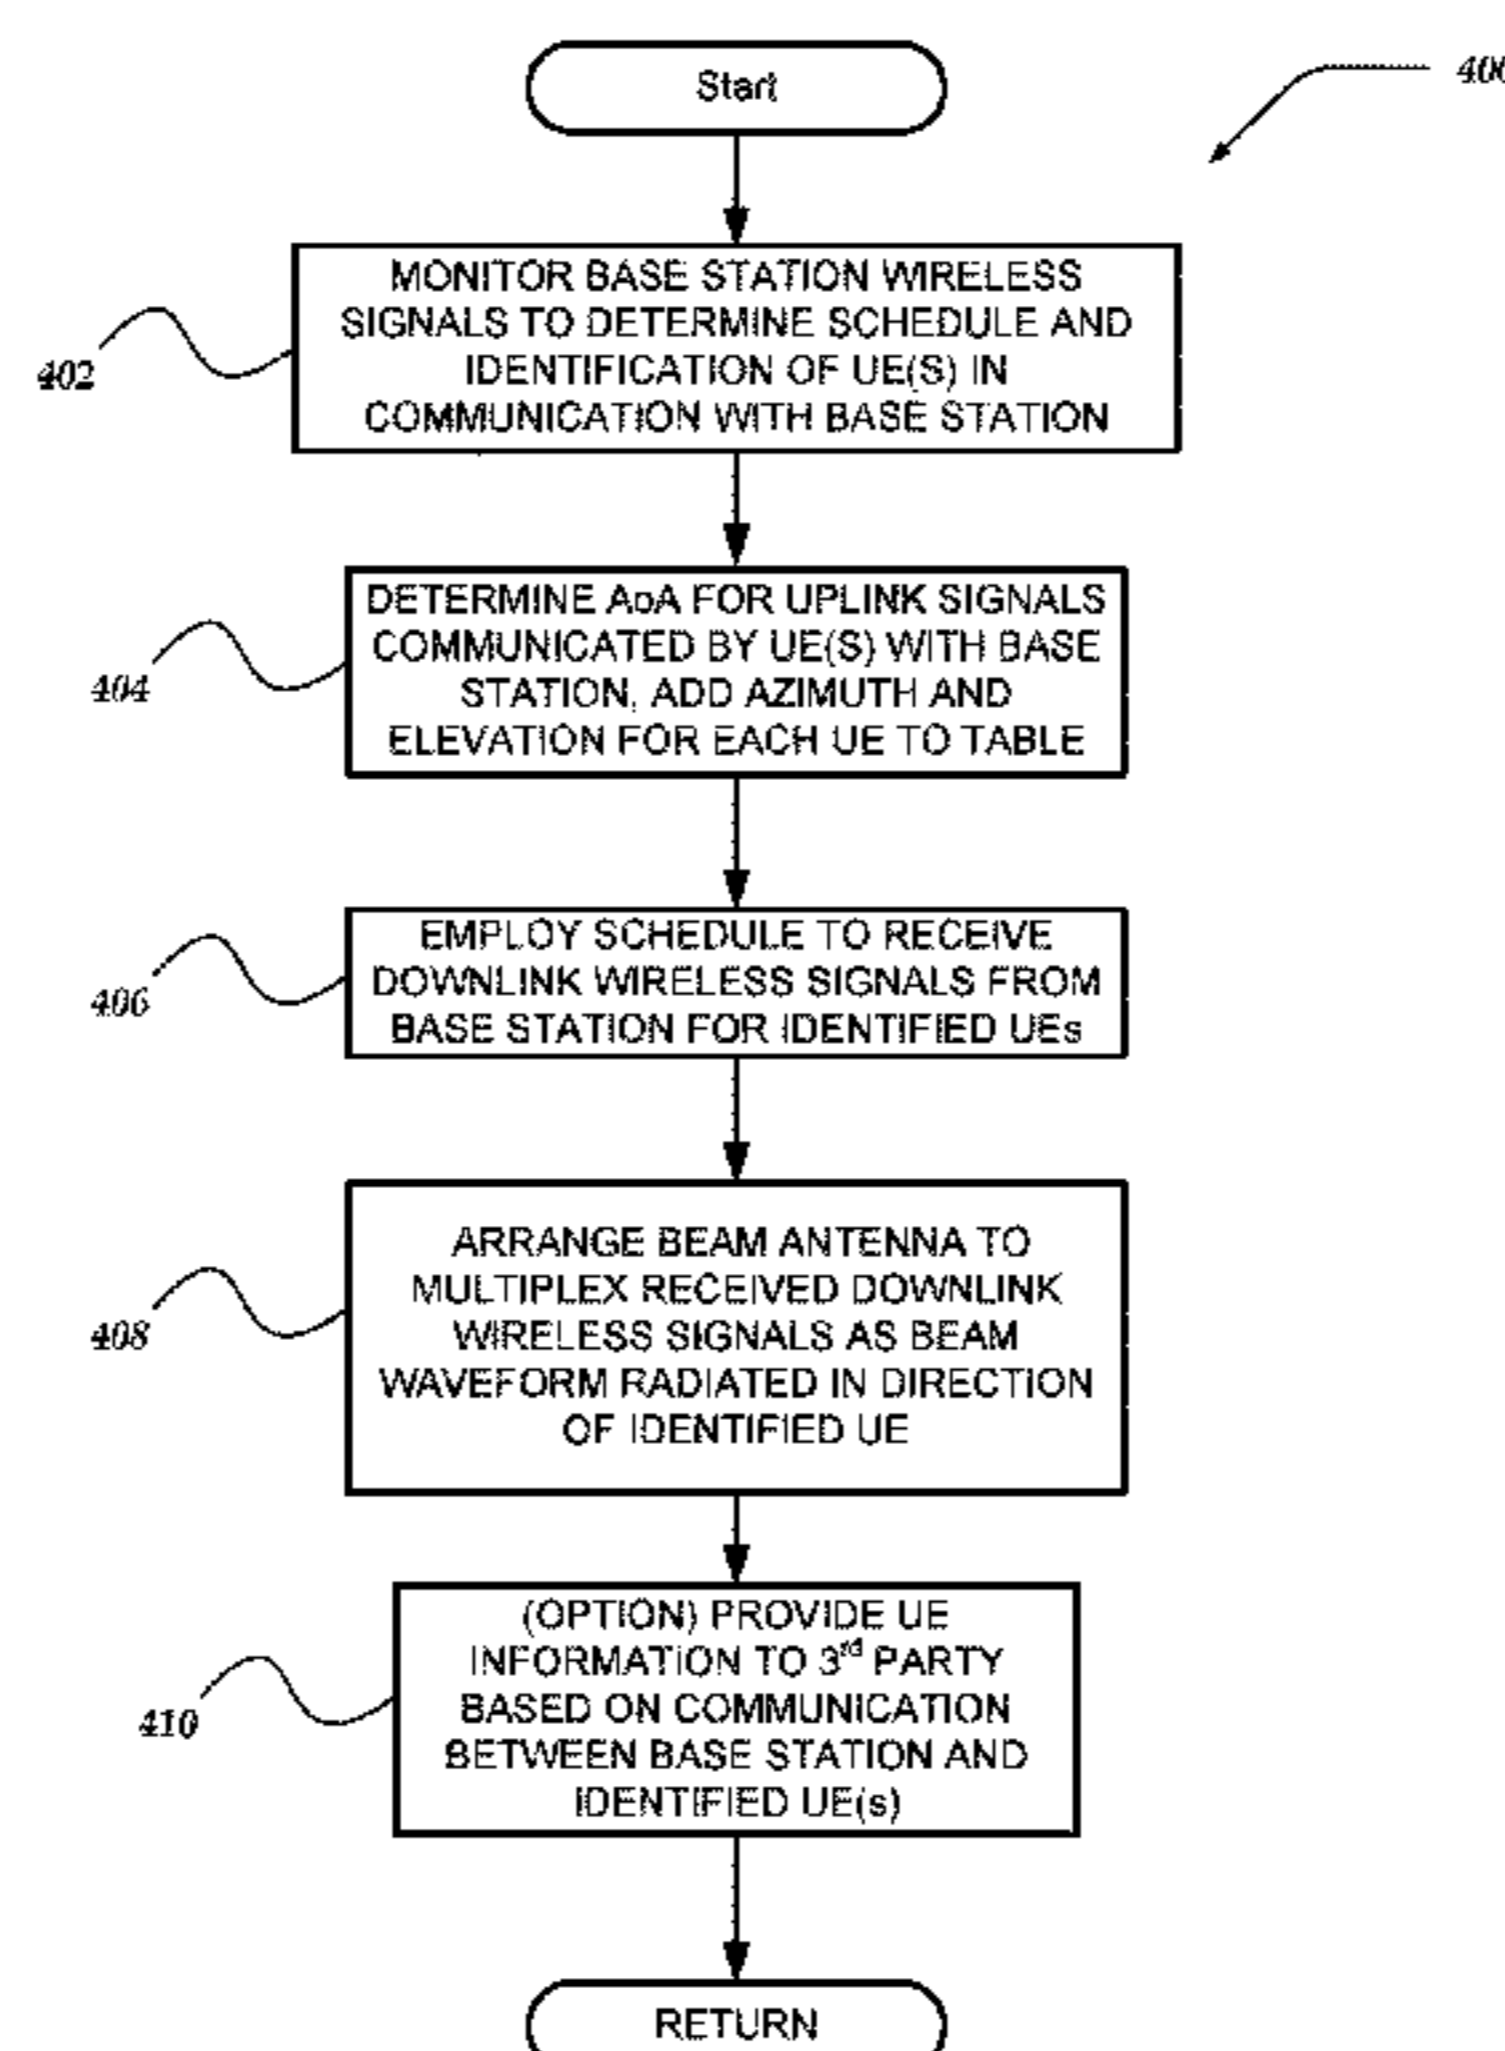 Start
400
MONITOR BASE STATION WIRELESS
SIGNALS TO DETERMINE SCHEDULE AND
IDENTIFICATION OF UE(S) IN
COMMUNICATION WITH BASE STATION
402
DETERMINE AoA FOR UPLINK SIGNALS
COMMUNICATED BY UE(S) WITH BASE
STATION, ADD AZIMUTH AND
ELEVATION FOR EACH UE TO TABLE
404
EMPLOY SCHEDULE TO RECEIVE
DOWNLINK WIRELESS SIGNALS FROM
BASE STATION FOR IDENTIFIED UEs
406
ARRANGE BEAM ANTENNA TO
MULTIPLEX RECEIVED DOWNLINK
WIRELESS SIGNALS AS BEAM
WAVEFORM RADIATED IN DIRECTION
OF IDENTIFIED UE
408
(OPTION) PROVIDE UE
INFORMATION TO 3rd PARTY
BASED ON COMMUNICATION
BETWEEN BASE STATION AND
IDENTIFIED UE(s)
410
RETURN